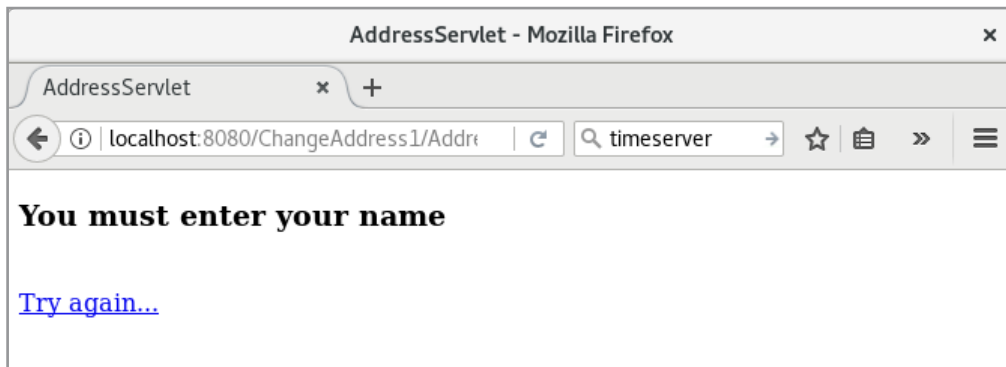 AddressServlet - Mozilla Firefox
AddressServlet
localhost:8080/ChangeAddress1/Addre
timeserver
You must enter your name
Try again...